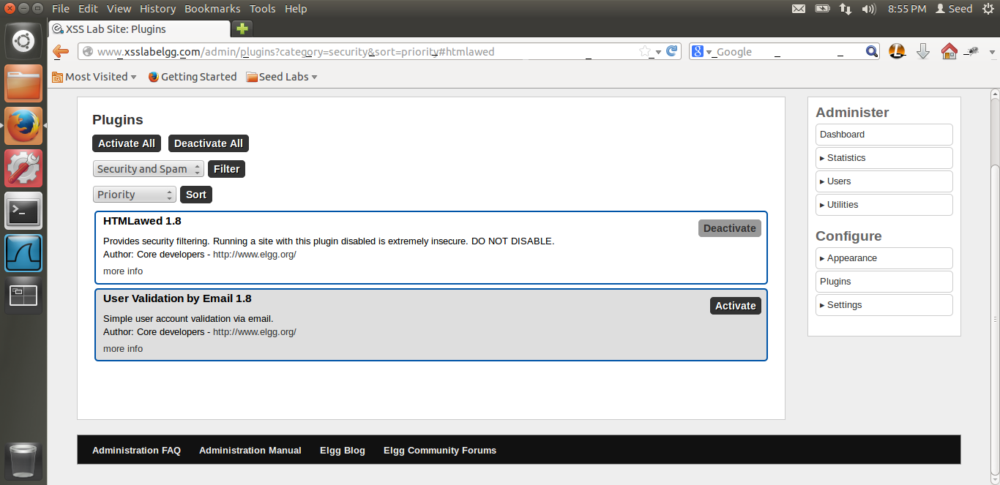 File Edit View History Bookmarks Tools Help 8:55 PM Seed
XSS Lab Site: Plugins
www.xsslabelgg.com/admin/plugins?category=security&sort=priority#htmlawed
Google
Most Visited Getting Started Seed Labs
Plugins
Activate All Deactivate All
Security and Spam Filter
Priority Sort
HTMLawed 1.8
Deactivate
Provides security filtering. Running a site with this plugin disabled is extremely insecure. DO NOT DISABLE.
Author: Core developers - http://www.elgg.org/
more info
User Validation by Email 1.8
Activate
Simple user account validation via email.
Author: Core developers - http://www.elgg.org/
more info
Administer
Dashboard
▸ Statistics
▸ Users
▸ Utilities
Configure
▸ Appearance
Plugins
▸ Settings
Administration FAQ Administration Manual Elgg Blog Elgg Community Forums